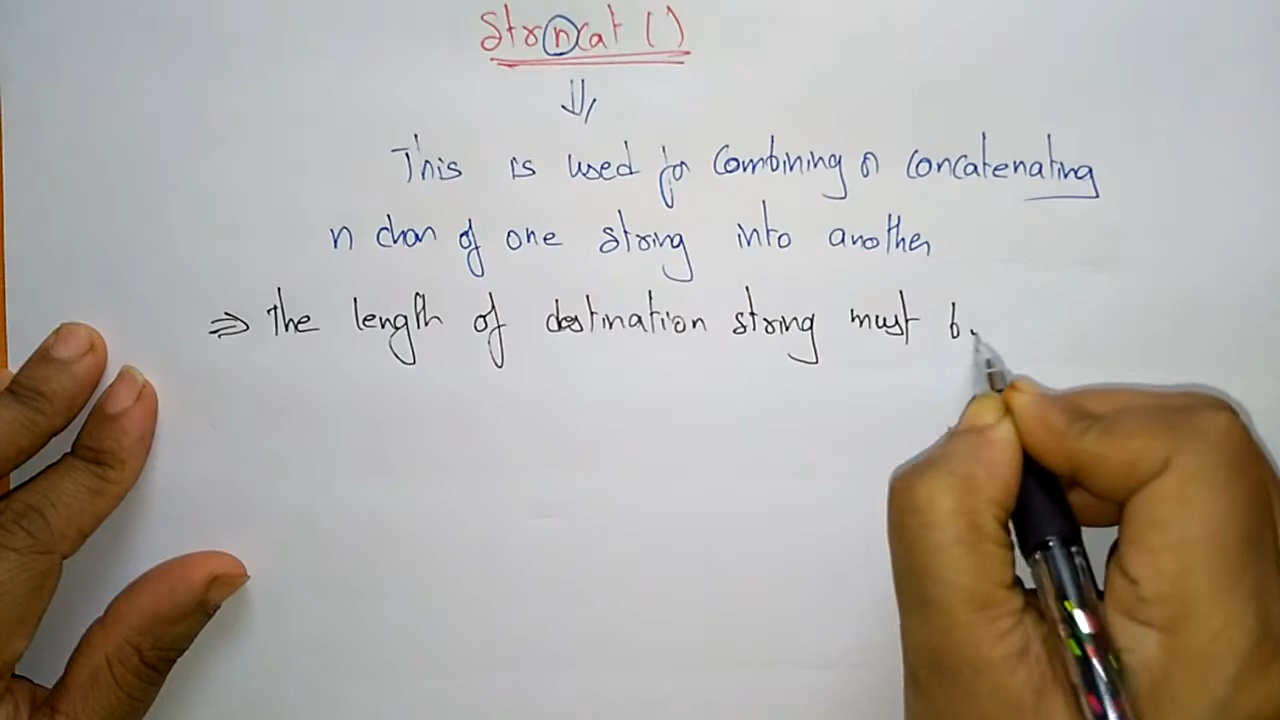 Strncat ()
This is used for Combining or concatenating
n char of one string into another
⇒ the length of destination string must b